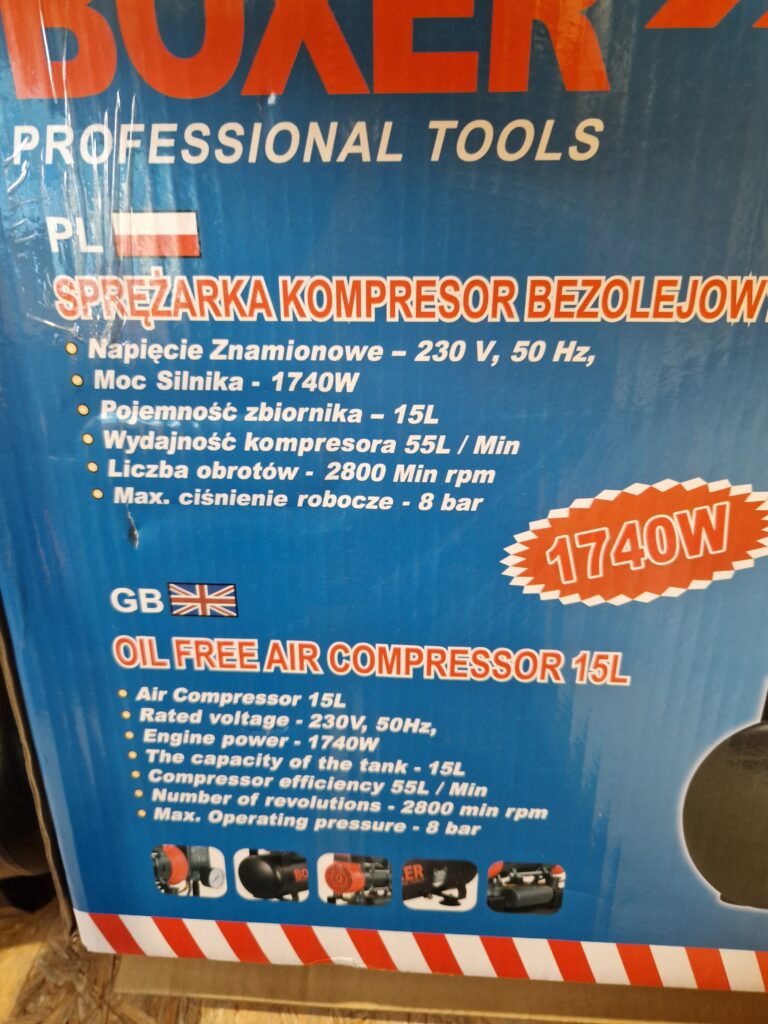 BOXER
PROFESSIONAL TOOLS
PL
SPRĘŻARKA KOMPRESOR BEZOLEJOWY
Napięcie Znamionowe – 230 V, 50 Hz,
Moc Silnika - 1740W
Pojemność zbiornika – 15L
Wydajność kompresora 55L / Min
Liczba obrotów - 2800 Min rpm
Max. ciśnienie robocze - 8 bar
1740W
GB
OIL FREE AIR COMPRESSOR 15L
Air Compressor 15L
Rated voltage - 230V, 50Hz,
Engine power - 1740W
The capacity of the tank - 15L
Compressor efficiency 55L / Min
Number of revolutions - 2800 min rpm
Max. Operating pressure - 8 bar
BO
ER